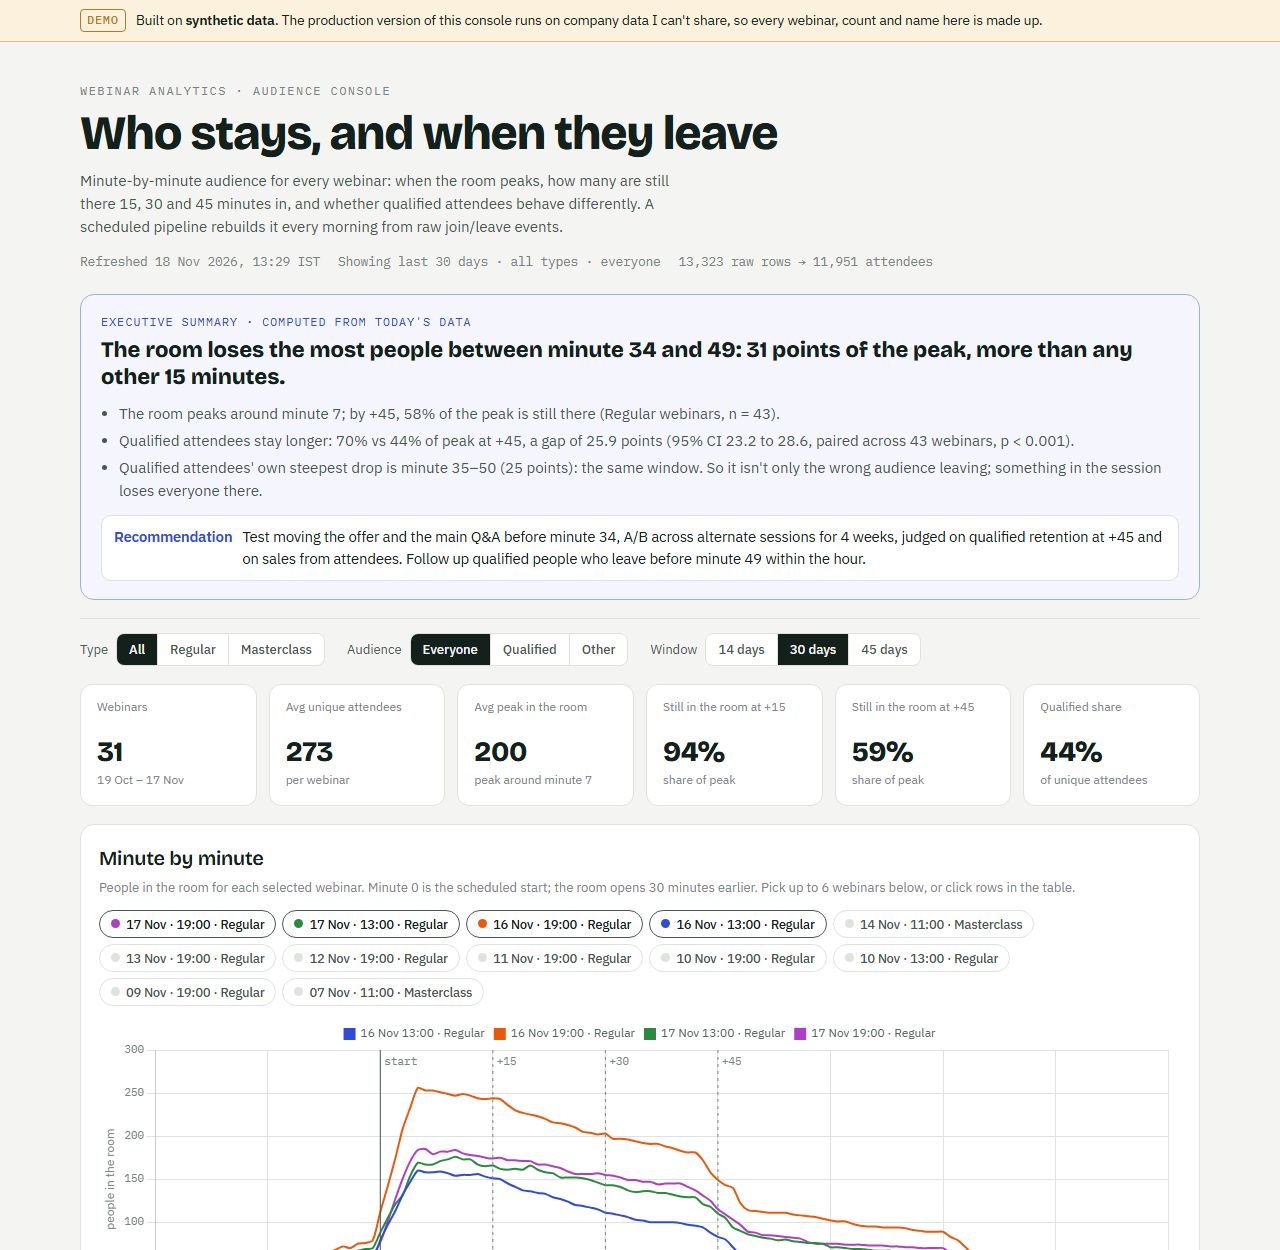 DEMO Built on synthetic data. The production version of this console runs on company data I can't share, so every webinar, count and name here is made up.
WEBINAR ANALYTICS · AUDIENCE CONSOLE
Who stays, and when they leave
Minute-by-minute audience for every webinar: when the room peaks, how many are still
there 15, 30 and 45 minutes in, and whether qualified attendees behave differently. A
scheduled pipeline rebuilds it every morning from raw join/leave events.
Refreshed 18 Nov 2026, 13:29 IST Showing last 30 days · all types · everyone 13,323 raw rows → 11,951 attendees
EXECUTIVE SUMMARY · COMPUTED FROM TODAY'S DATA
The room loses the most people between minute 34 and 49: 31 points of the peak, more than any
other 15 minutes.
• The room peaks around minute 7; by +45, 58% of the peak is still there (Regular webinars, n = 43).
• Qualified attendees stay longer: 70% vs 44% of peak at +45, a gap of 25.9 points (95% CI 23.2 to 28.6, paired across 43 webinars, p < 0.001).
• Qualified attendees' own steepest drop is minute 35–50 (25 points): the same window. So it isn't only the wrong audience leaving; something in the session
loses everyone there.
Recommendation Test moving the offer and the main Q&A before minute 34, A/B across alternate sessions for 4 weeks, judged on qualified retention at +45 and
on sales from attendees. Follow up qualified people who leave before minute 49 within the hour.
Type All Regular Masterclass Audience Everyone Qualified Other Window 14 days 30 days 45 days
Webinars Avg unique attendees Avg peak in the room Still in the room at +15 Still in the room at +45 Qualified share
31 273 200 94% 59% 44%
19 Oct – 17 Nov per webinar peak around minute 7 share of peak share of peak of unique attendees
Minute by minute
People in the room for each selected webinar. Minute 0 is the scheduled start; the room opens 30 minutes earlier. Pick up to 6 webinars below, or click rows in the table.
17 Nov · 19:00 · Regular 17 Nov · 13:00 · Regular 16 Nov · 19:00 · Regular 16 Nov · 13:00 · Regular 14 Nov · 11:00 · Masterclass
13 Nov · 19:00 · Regular 12 Nov · 19:00 · Regular 11 Nov · 19:00 · Regular 10 Nov · 19:00 · Regular 10 Nov · 13:00 · Regular
09 Nov · 19:00 · Regular 07 Nov · 11:00 · Masterclass
16 Nov 13:00 · Regular 16 Nov 19:00 · Regular 17 Nov 13:00 · Regular 17 Nov 19:00 · Regular
300
start +15 +30 +45
250
200
150
100
people in the room